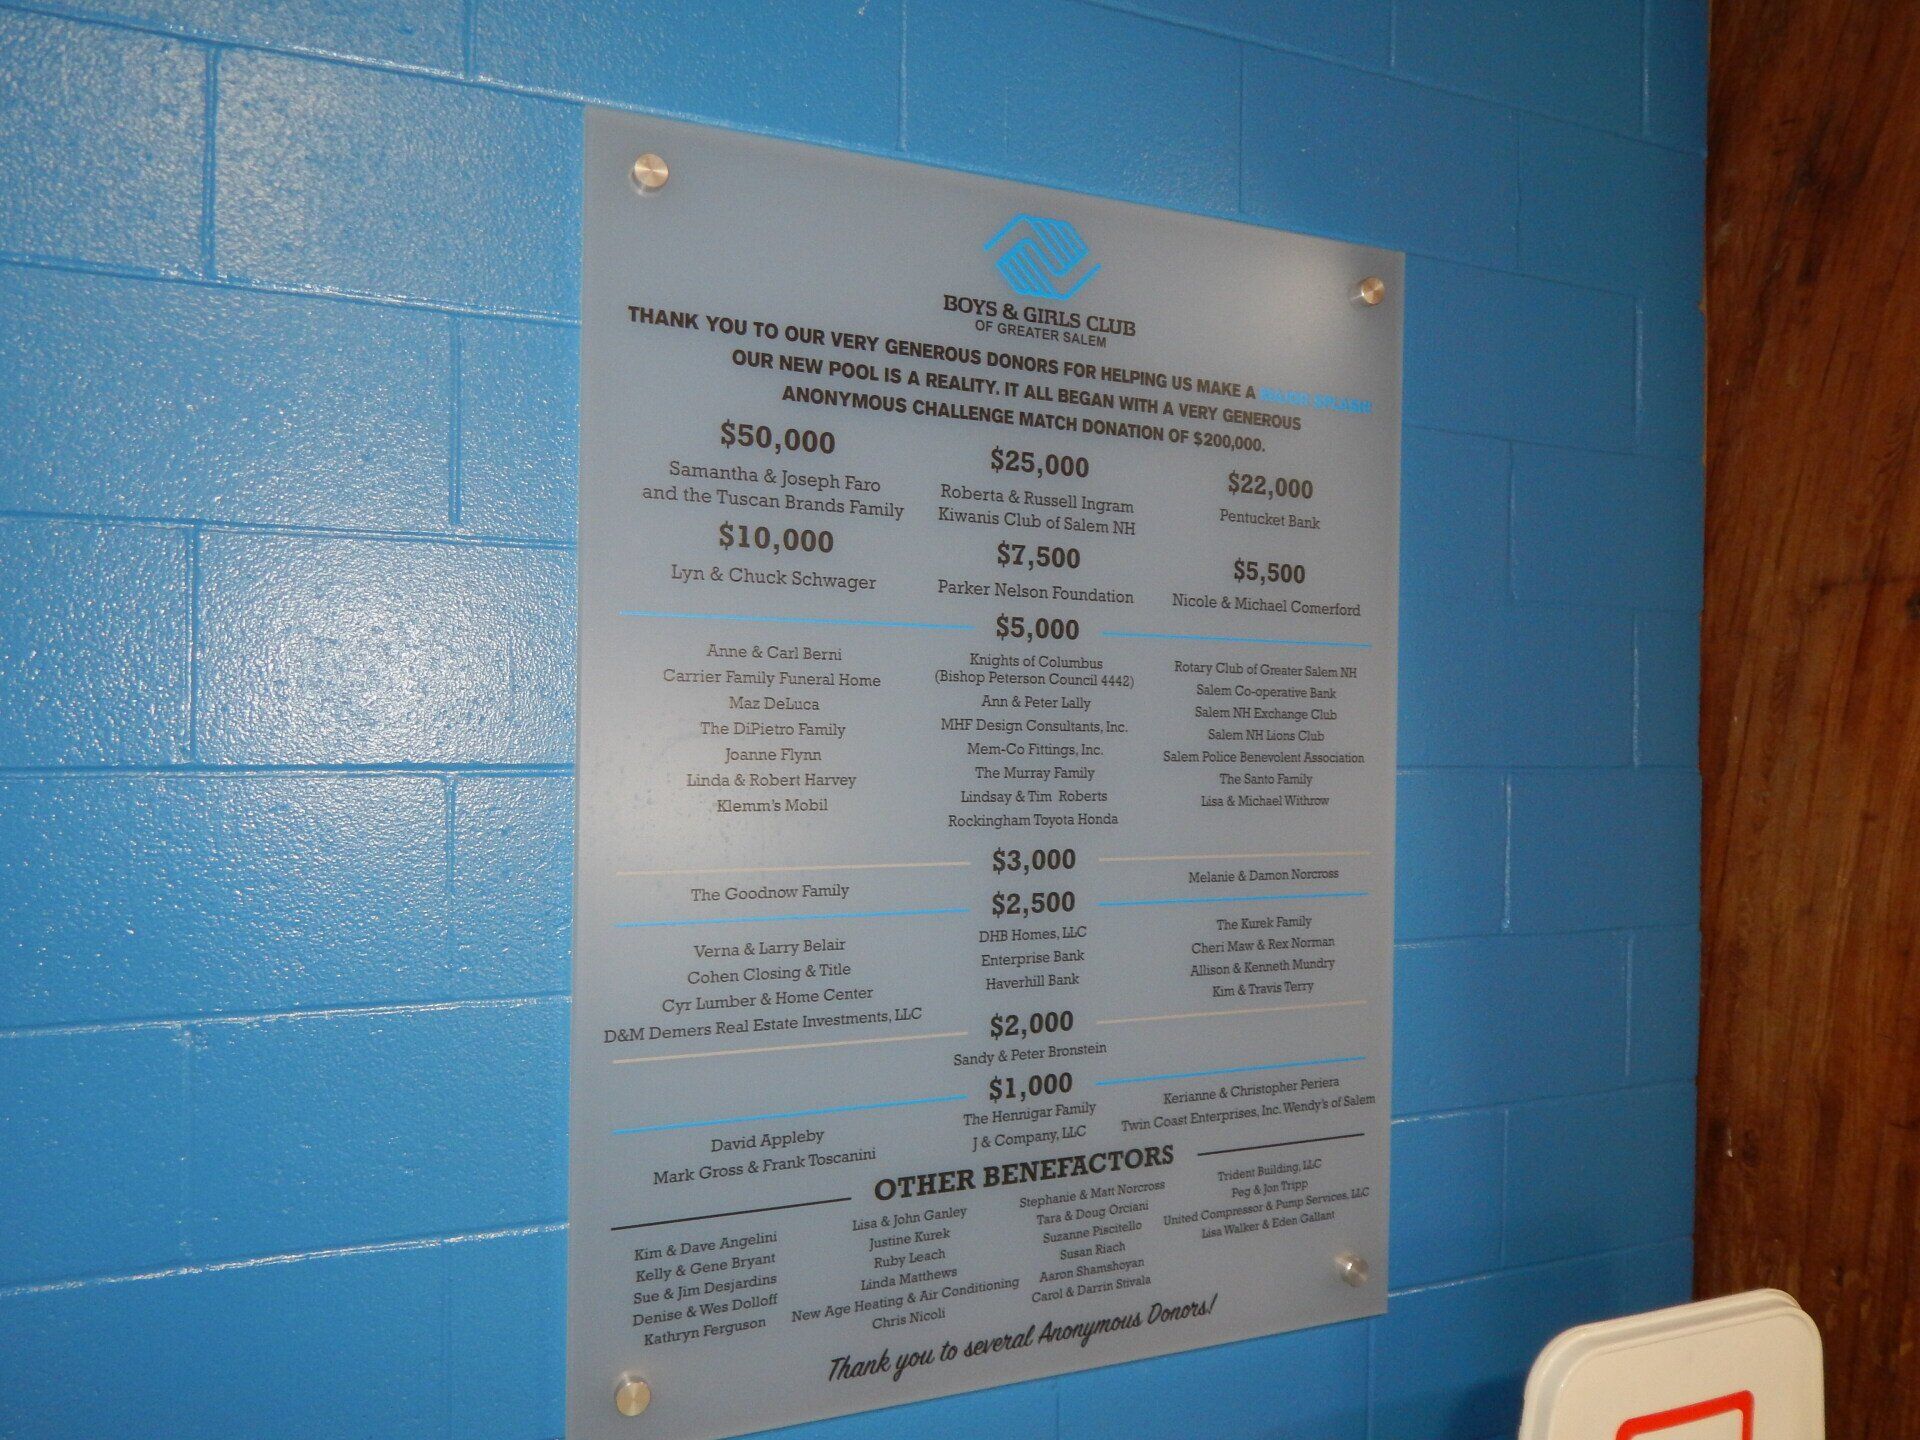 BOYS & GIRLS CLUB
OF GREATER SALEM
THANK YOU TO OUR VERY GENEROUS DONORS FOR HELPING US MAKE A MAJOR SPLASH
OUR NEW POOL IS A REALITY. IT ALL BEGAN WITH A VERY GENEROUS
ANONYMOUS CHALLENGE MATCH DONATION OF $200,000.
$50,000
Samantha & Joseph Faro
and the Tuscan Brands Family
$25,000
Roberta & Russell Ingram
Kiwanis Club of Salem NH
$22,000
Pentucket Bank
$10,000
Lyn & Chuck Schwager
$7,500
Parker Nelson Foundation
$5,500
Nicole & Michael Comerford
$5,000
Anne & Carl Berni
Carrier Family Funeral Home
Maz DeLuca
The DiPietro Family
Joanne Flynn
Linda & Robert Harvey
Klemm's Mobil
Knights of Columbus
(Bishop Peterson Council 4442)
Ann & Peter Lally
MHF Design Consultants, Inc.
Mem-Co Fittings, Inc.
The Murray Family
Lindsay & Tim Roberts
Rockingham Toyota Honda
Rotary Club of Greater Salem NH
Salem Co-operative Bank
Salem NH Exchange Club
Salem NH Lions Club
Salem Police Benevolent Association
The Santo Family
Lisa & Michael Withrow
$3,000
The Goodnow Family
Melanie & Damon Norcross
$2,500
Verna & Larry Belair
Cohen Closing & Title
Cyr Lumber & Home Center
D&M Demers Real Estate Investments, LLC
DHB Homes, LLC
Enterprise Bank
Haverhill Bank
The Kurek Family
Cheri Maw & Rex Norman
Allison & Kenneth Mundry
Kim & Travis Terry
$2,000
Sandy & Peter Bronstein
$1,000
David Appleby
Mark Gross & Frank Toscanini
The Hennigar Family
J & Company, LLC
Kerianne & Christopher Periera
Twin Coast Enterprises, Inc. Wendy's of Salem
OTHER BENEFACTORS
Kim & Dave Angelini
Kelly & Gene Bryant
Sue & Jim Desjardins
Denise & Wes Dolloff
Kathryn Ferguson
Lisa & John Ganley
Justine Kurek
Ruby Leach
Linda Matthews
New Age Heating & Air Conditioning
Chris Nicoli
Stephanie & Matt Norcross
Tara & Doug Orciani
Suzanne Piscitello
Susan Riach
Aaron Shamshoyan
Carol & Darrin Stivala
Trident Building, LLC
Peg & Jon Tripp
United Compressor & Pump Services, LLC
Lisa Walker & Eden Gallant
Thank you to several Anonymous Donors!